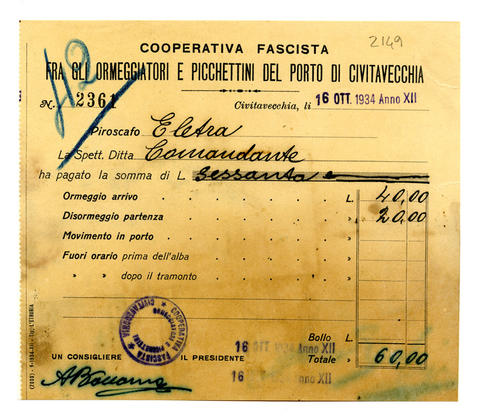 42
2149
COOPERATIVA FASCISTA
FRA GLI ORMEGGIATORI E PICCHETTINI DEL PORTO DI CIVITAVECCHIA
N. 2361
Civitavecchia, li 16 OTT. 1934 Anno XII
Piroscafo Eletra
La Spett. Ditta Comandante
ha pagato la somma di L. sessanta
Ormeggio arrivo L. 40,00
Disormeggio partenza » 20,00
Movimento in porto »
Fuori orario prima dell'alba »
» » dopo il tramonto »
COOPERATIVA FASCISTA
CIVITAVECCHIA
Bollo L.
16 OTT 1934 Anno XII
UN CONSIGLIERE IL PRESIDENTE Totale » 60,00
16 Anno XII